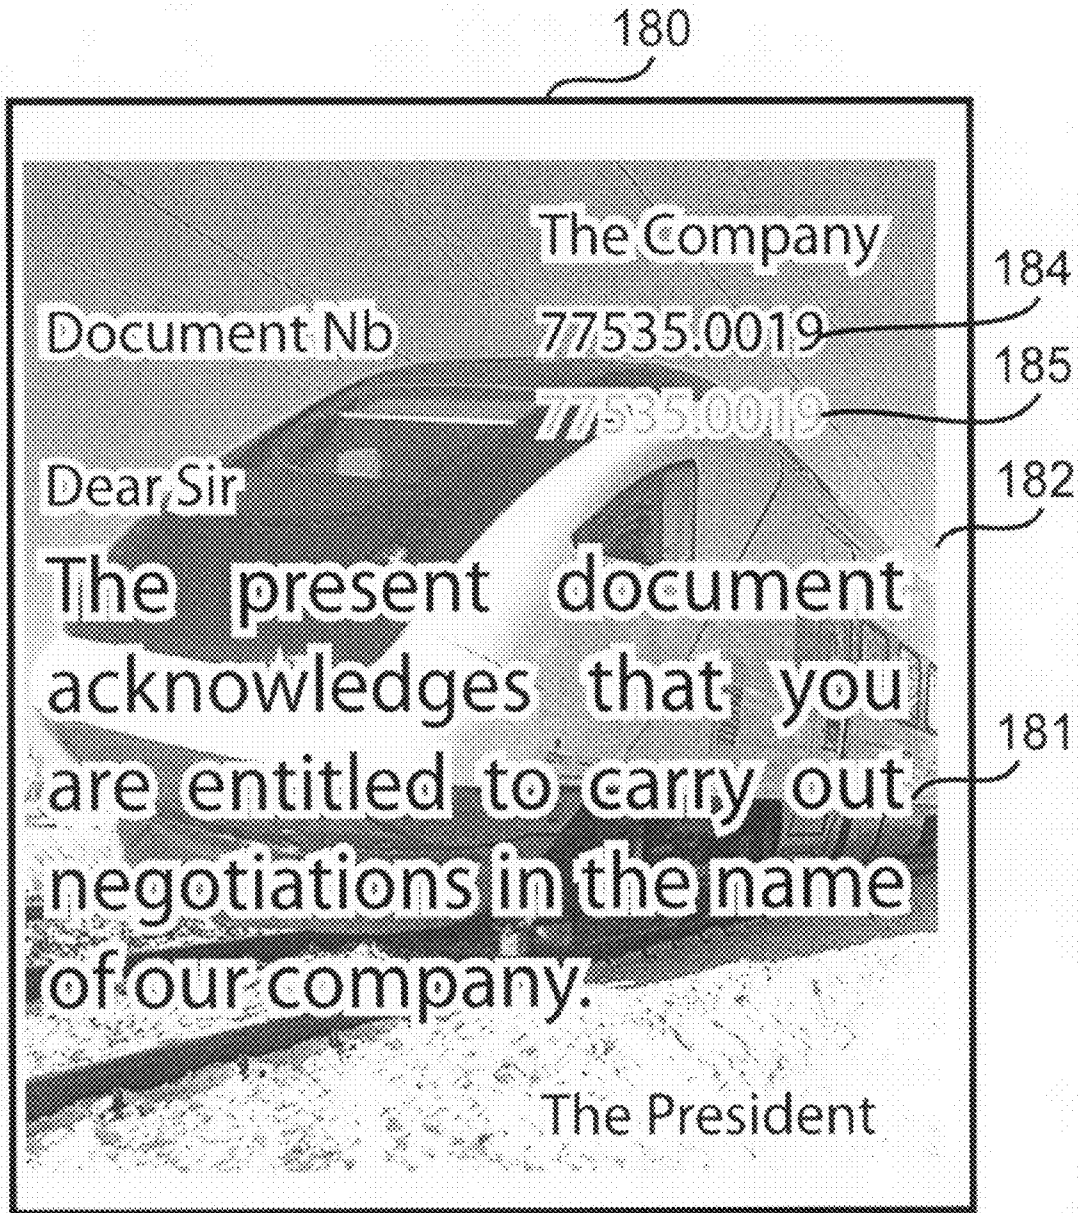 180
The Company
184
Document Nb 77535.0019
185
77535.0019
Dear Sir
182
The present document
acknowledges that you
181
are entitled to carry out
negotiations in the name
of our company.
The President